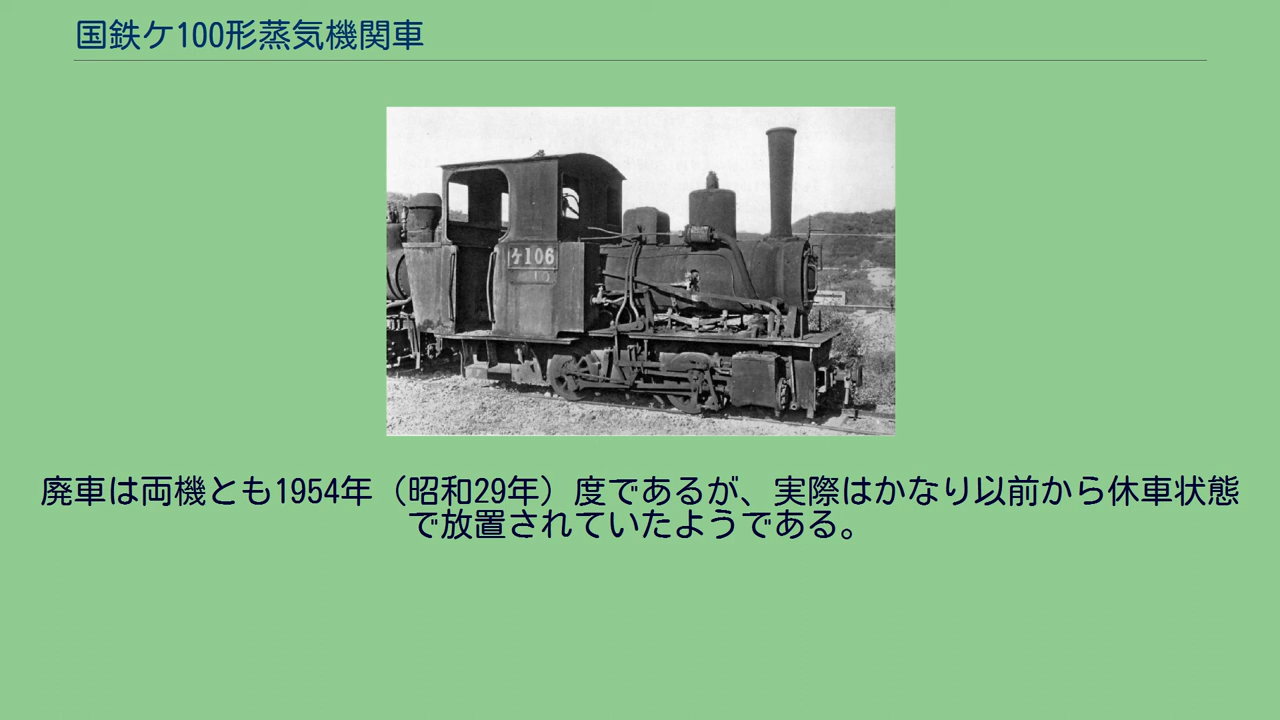 国鉄ケ100形蒸気機関車
ケ106
廃車は両機とも1954年（昭和29年）度であるが、実際はかなり以前から休車状態
で放置されていたようである。